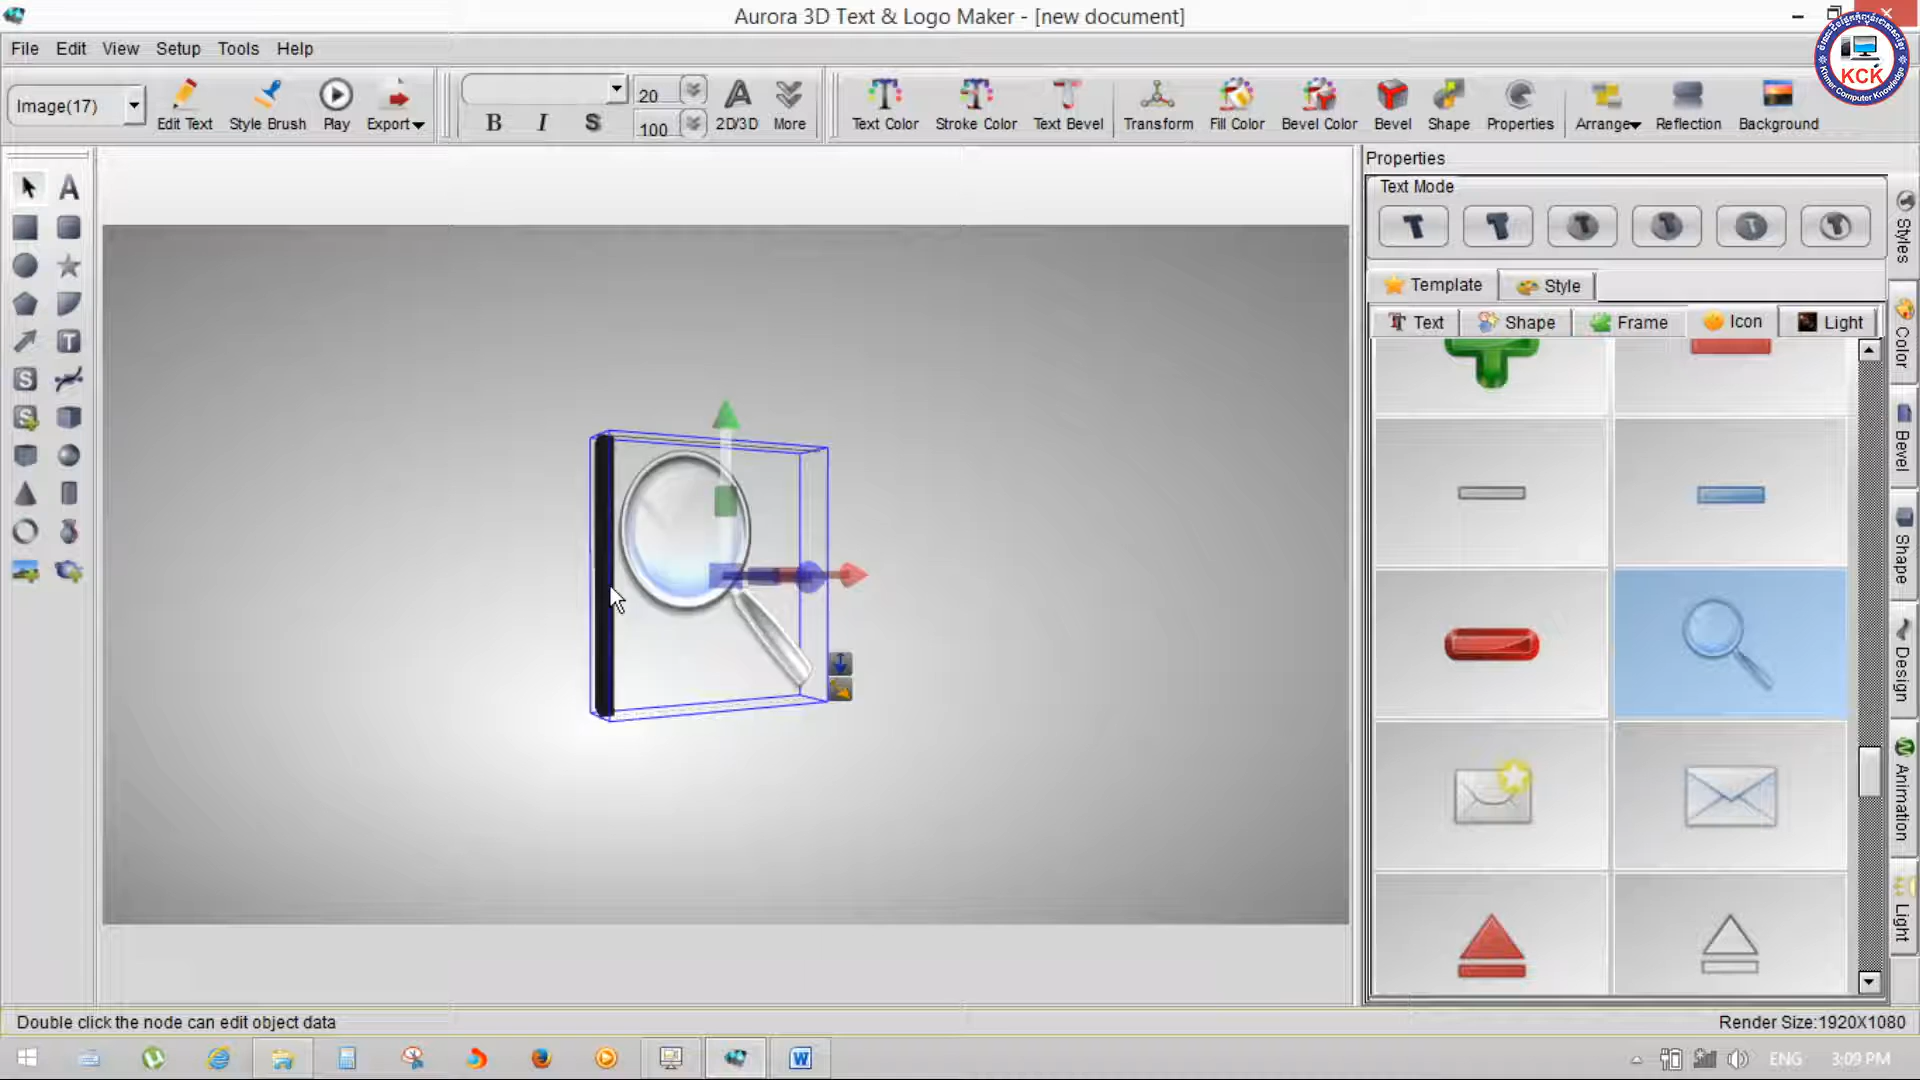 Aurora 3D Text & Logo Maker - [new document]
File Edit View Setup Tools Help
Image(17)
Edit Text Style Brush Play Export
20
100
B I S 2D/3D More
Text Color Stroke Color Text Bevel Transform Fill Color Bevel Color Bevel Shape Properties Arrange Reflection Background
KCK
Khmer Computer Knowledge
Properties
Text Mode
Template Style
Text Shape Frame Icon Light
Styles
Color
Bevel
Shape
Design
Animation
Light
Double click the node can edit object data
Render Size:1920X1080
ENG 3:09 PM